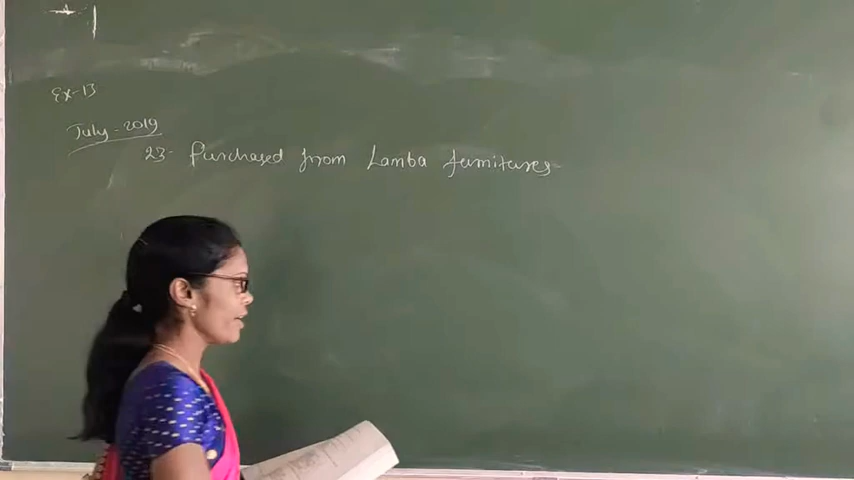 Ex-13
July-2019
23- Purchased from Lamba furnitures-